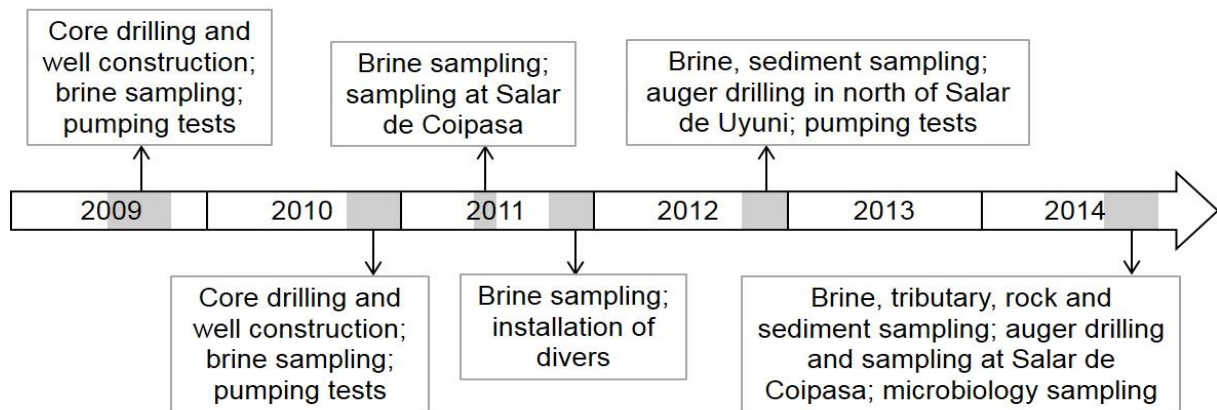 Core drilling and
well construction;
brine sampling;
pumping tests
Brine sampling;
sampling at Salar
de Coipasa
Brine, sediment sampling;
auger drilling in north of Salar
de Uyuni; pumping tests
2009 2010 2011 2012 2013 2014
Core drilling and
well construction;
brine sampling;
pumping tests
Brine sampling;
installation of
divers
Brine, tributary, rock and
sediment sampling; auger drilling
and sampling at Salar de
Coipasa; microbiology sampling